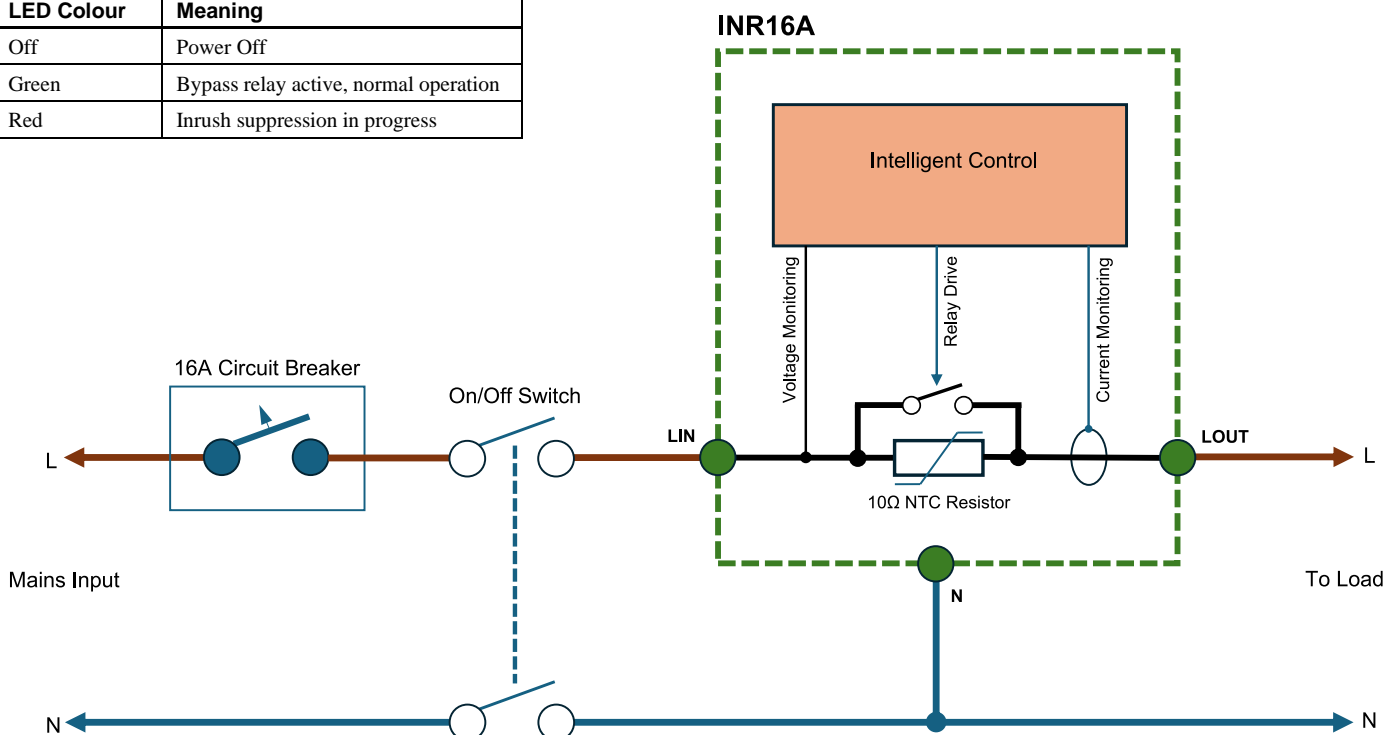 LED Colour Meaning
Off Power Off
Green Bypass relay active, normal operation
Red Inrush suppression in progress
INR16A
Intelligent Control
Voltage Monitoring
Relay Drive
Current Monitoring
16A Circuit Breaker
On/Off Switch
L
LIN
LOUT
L
10Ω NTC Resistor
Mains Input
N
To Load
N
N